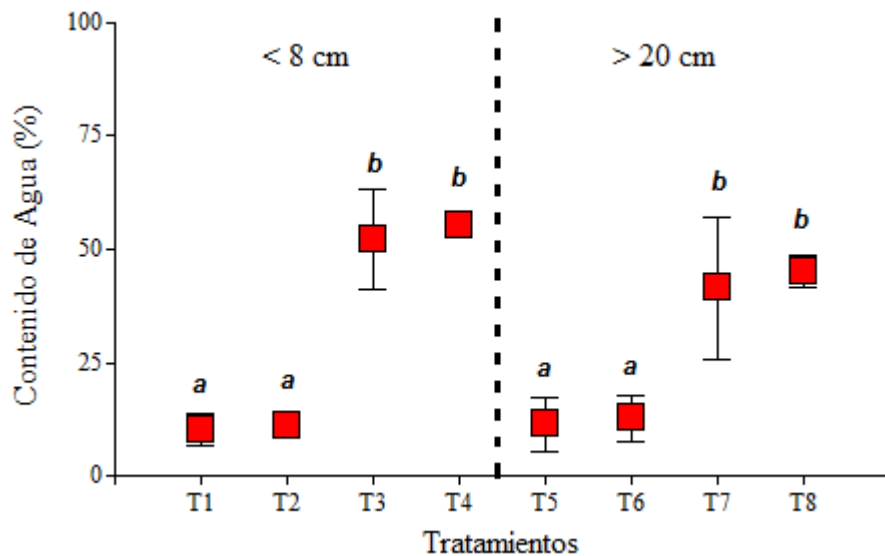 100
< 8 cm
> 20 cm
75
b
b
b
b
50
25
a
a
a
a
0
T1 T2 T3 T4 T5 T6 T7 T8
Tratamientos
Contenido de Agua (%)